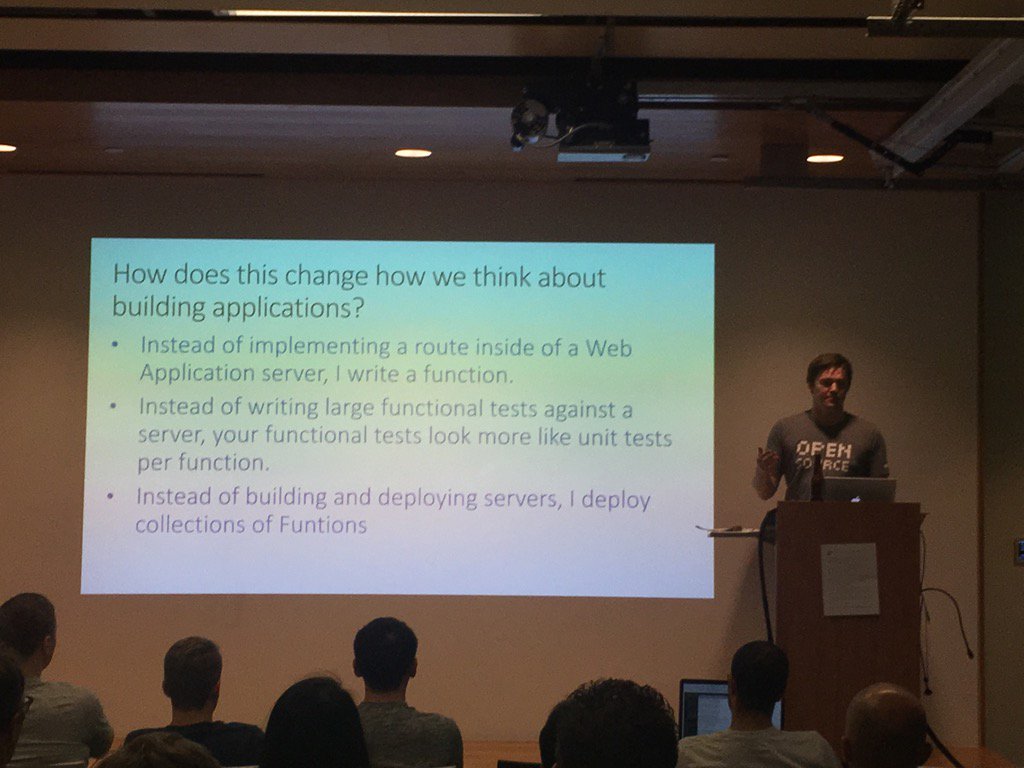 How does this change how we think about
building applications?
• Instead of implementing a route inside of a Web
Application server, I write a function.
• Instead of writing large functional tests against a
server, your functional tests look more like unit tests
per function.
• Instead of building and deploying servers, I deploy
collections of Funtions
OPEN
SOURCE